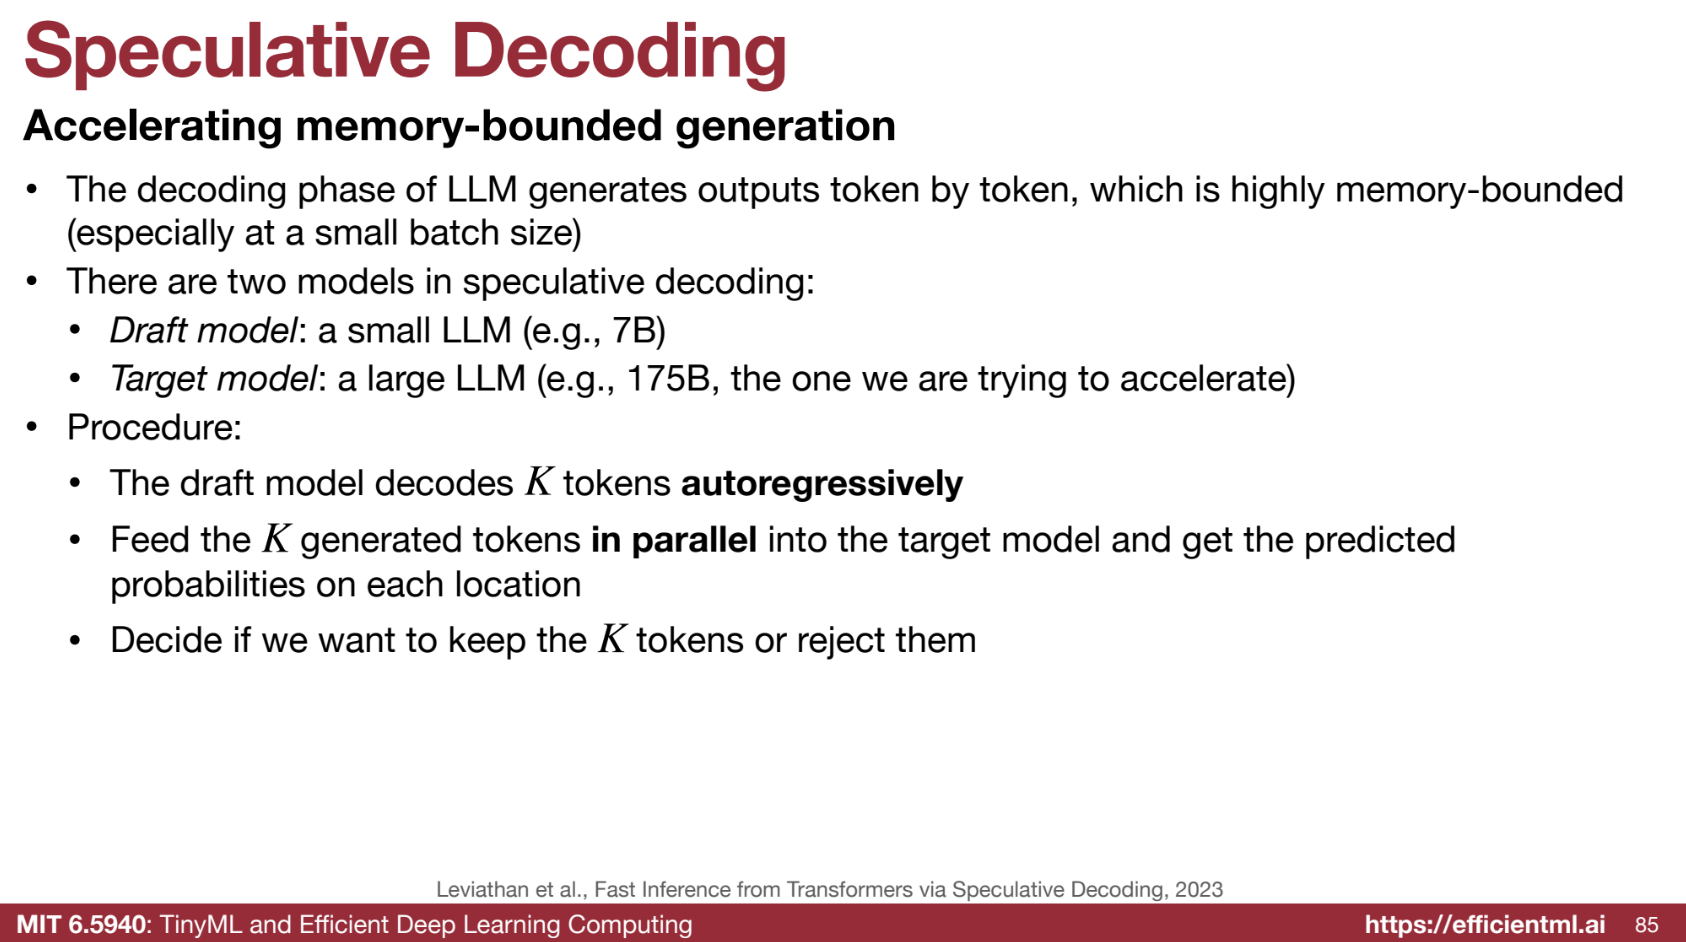 Speculative Decoding
Accelerating memory-bounded generation
• The decoding phase of LLM generates outputs token by token, which is highly memory-bounded
(especially at a small batch size)
• There are two models in speculative decoding:
• Draft model: a small LLM (e.g., 7B)
• Target model: a large LLM (e.g., 175B, the one we are trying to accelerate)
• Procedure:
• The draft model decodes K tokens autoregressively
• Feed the K generated tokens in parallel into the target model and get the predicted
probabilities on each location
• Decide if we want to keep the K tokens or reject them
Leviathan et al., Fast Inference from Transformers via Speculative Decoding, 2023
MIT 6.5940: TinyML and Efficient Deep Learning Computing
https://efficientml.ai 85